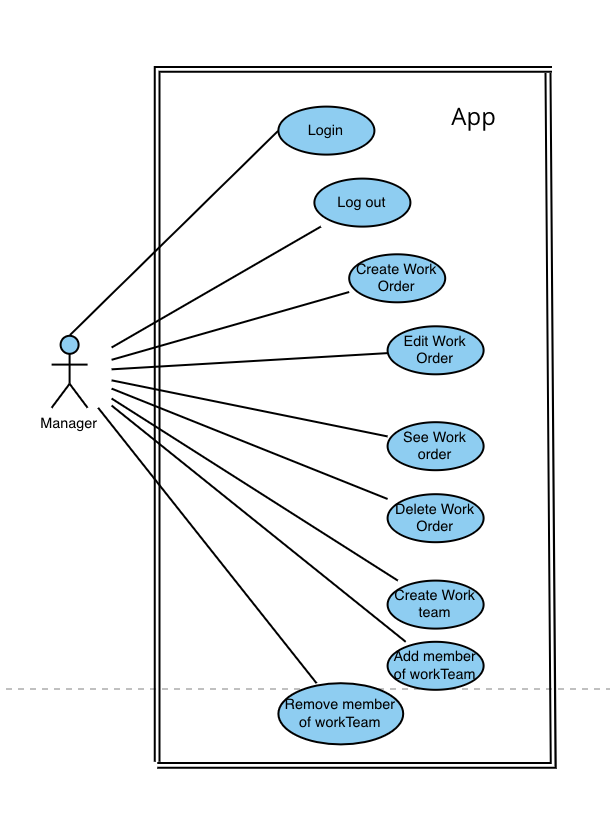 App
Login
Log out
Create Work
Order
Edit Work
Order
Manager
See Work
order
Delete Work
Order
Create Work
team
Add member
of workTeam
Remove member
of workTeam